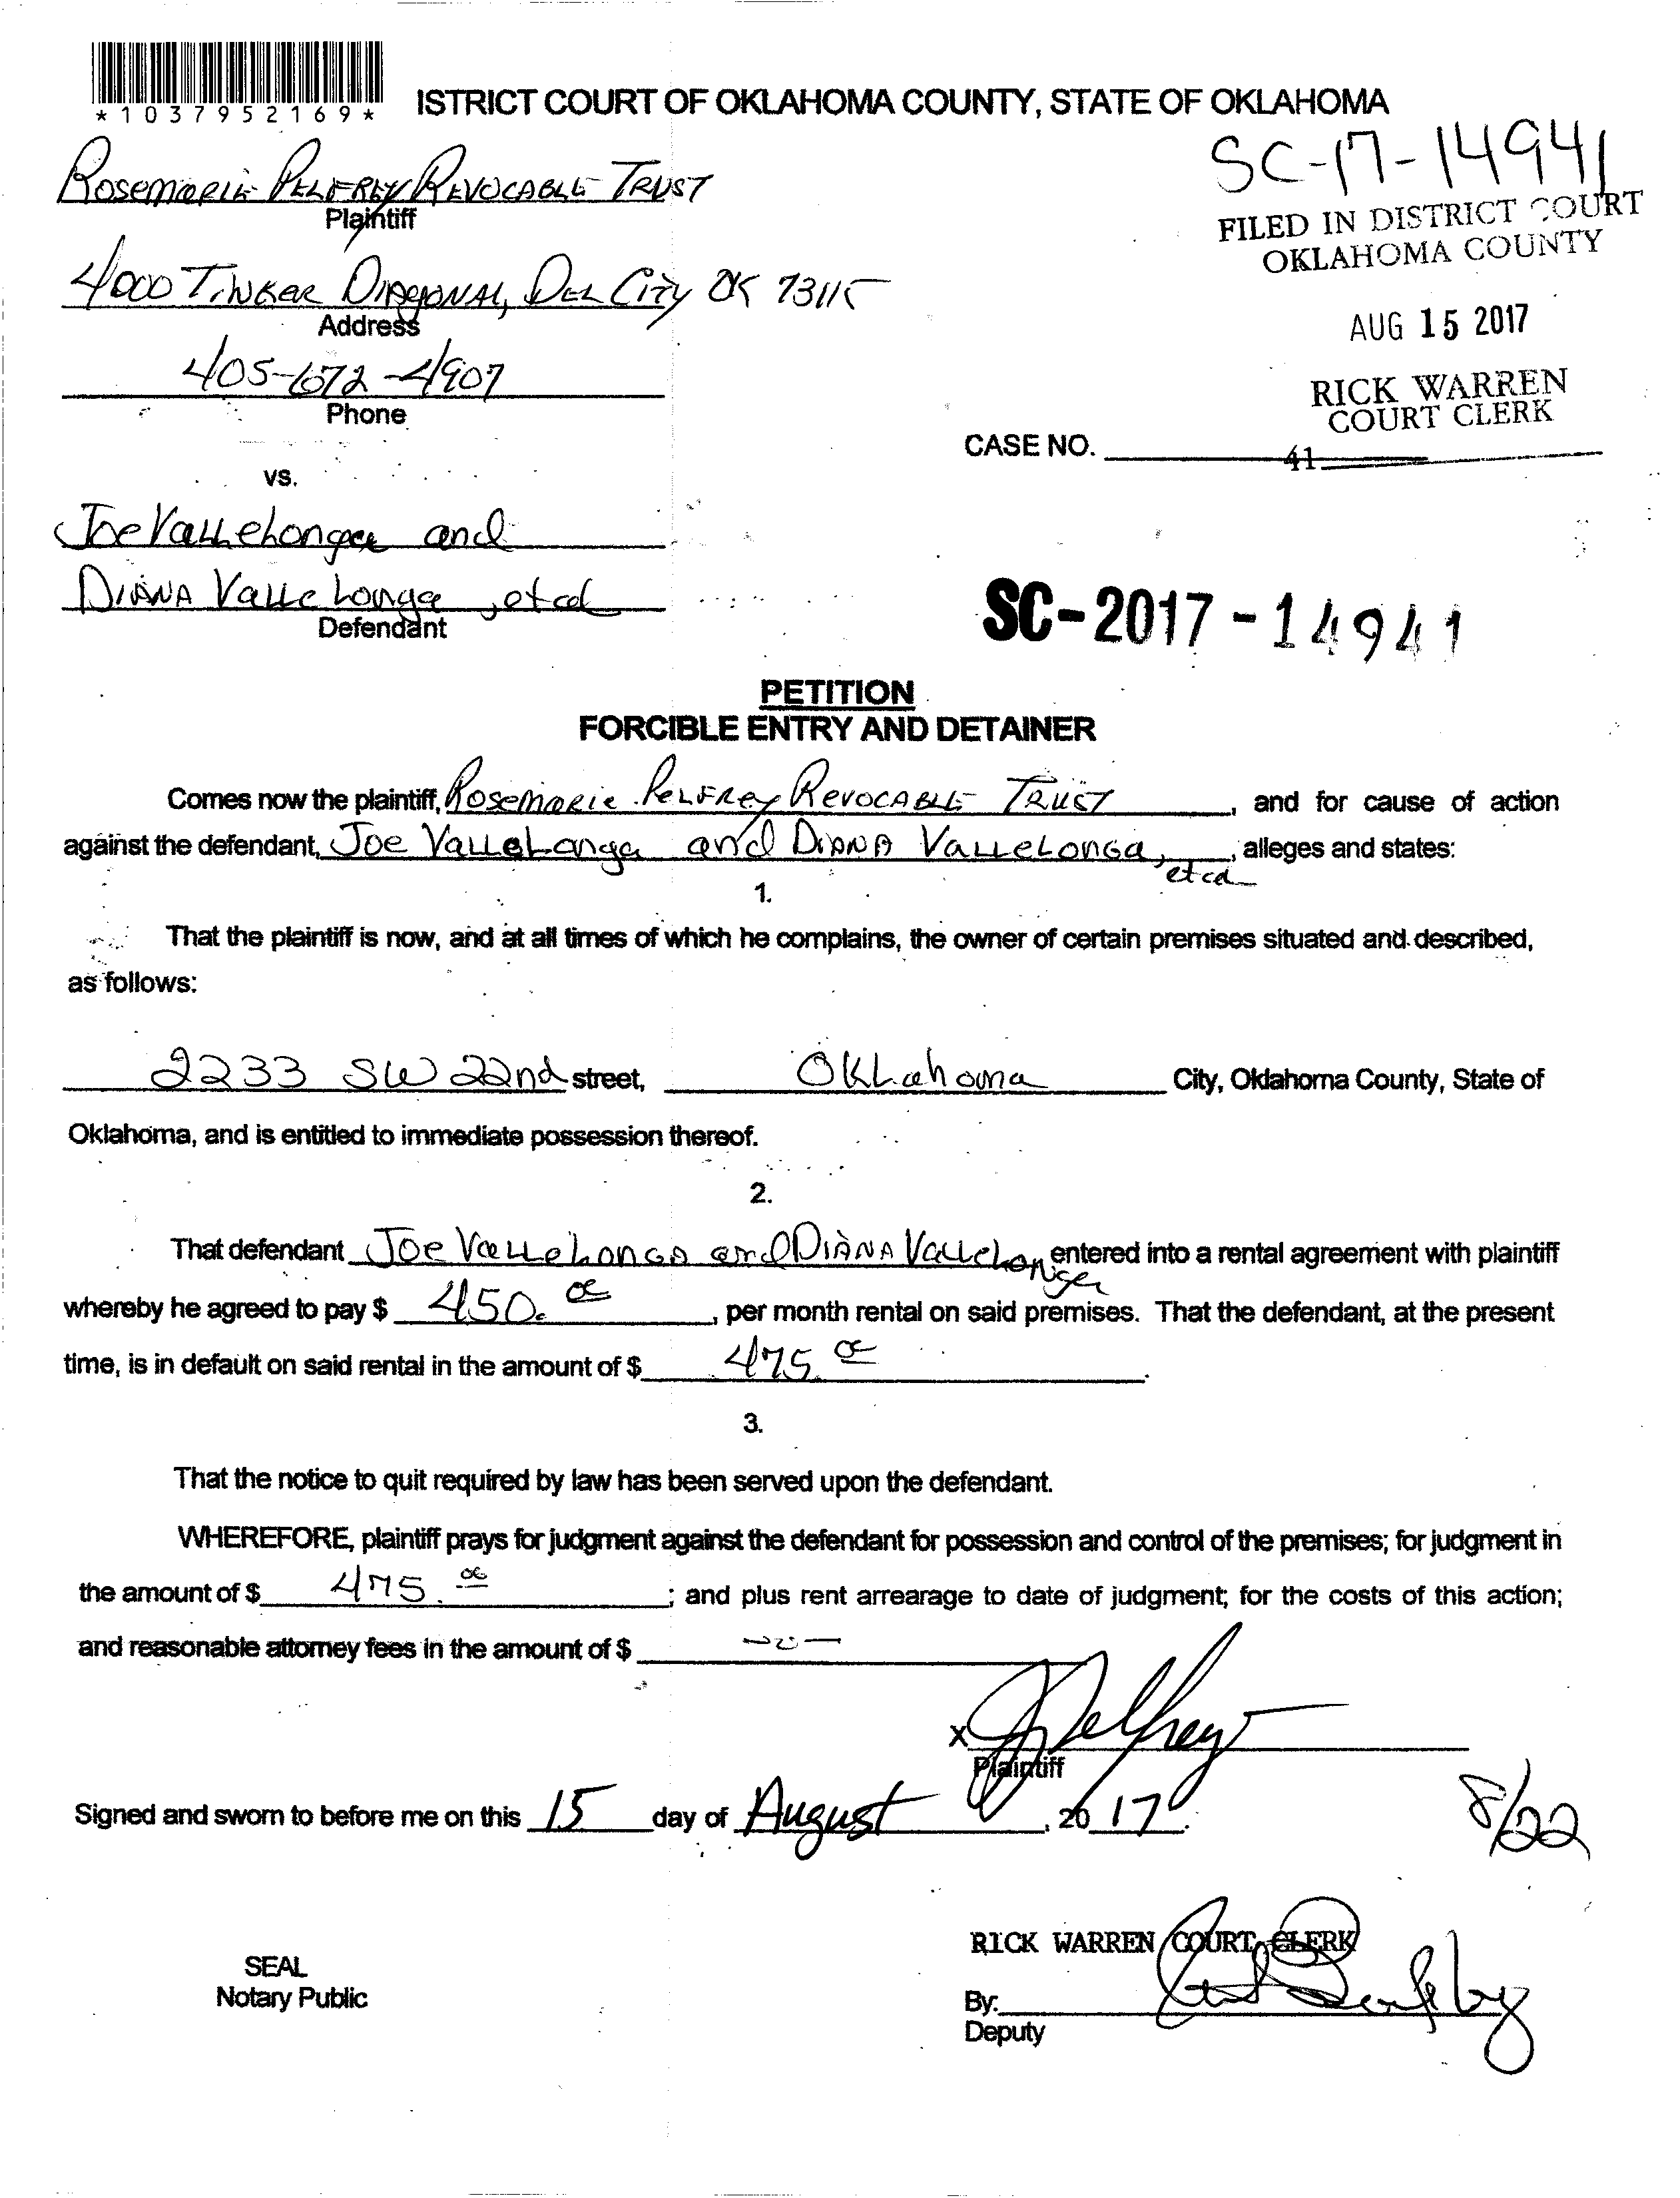 *1037952169*
ISTRICT COURT OF OKLAHOMA COUNTY, STATE OF OKLAHOMA
SC-17-14941
Rosemarie Pelfrey Revocable Trust
Plaintiff
FILED IN DISTRICT COURT
OKLAHOMA COUNTY
4000 Tinker Diagonal, Del City OK 73115
Address
AUG 15 2017
405-672-4907
Phone
RICK WARREN
COURT CLERK
CASE NO. 41
vs.
Joe ValleLonga and
Diana ValleLonga, et al
Defendant
SC-2017-14941
PETITION
FORCIBLE ENTRY AND DETAINER
Comes now the plaintiff, Rosemarie Pelfrey Revocable Trust, and for cause of action
against the defendant, Joe ValleLonga and Diana ValleLonga, et al, alleges and states:
1.
That the plaintiff is now, and at all times of which he complains, the owner of certain premises situated and described,
as follows:
2233 SW 22nd street, Oklahoma City, Oklahoma County, State of
Oklahoma, and is entitled to immediate possession thereof.
2.
That defendant Joe ValleLonga and Diana ValleLonga entered into a rental agreement with plaintiff
whereby he agreed to pay $ 450.00, per month rental on said premises. That the defendant, at the present
time, is in default on said rental in the amount of $ 475.00.
3.
That the notice to quit required by law has been served upon the defendant.
WHEREFORE, plaintiff prays for judgment against the defendant for possession and control of the premises; for judgment in
the amount of $ 475.00; and plus rent arrearage to date of judgment; for the costs of this action;
and reasonable attorney fees in the amount of $ -0-
X Pelfrey
Plaintiff
Signed and sworn to before me on this 15 day of August, 2017.
8/22
RICK WARREN COURT CLERK
SEAL
Notary Public
By:
Deputy